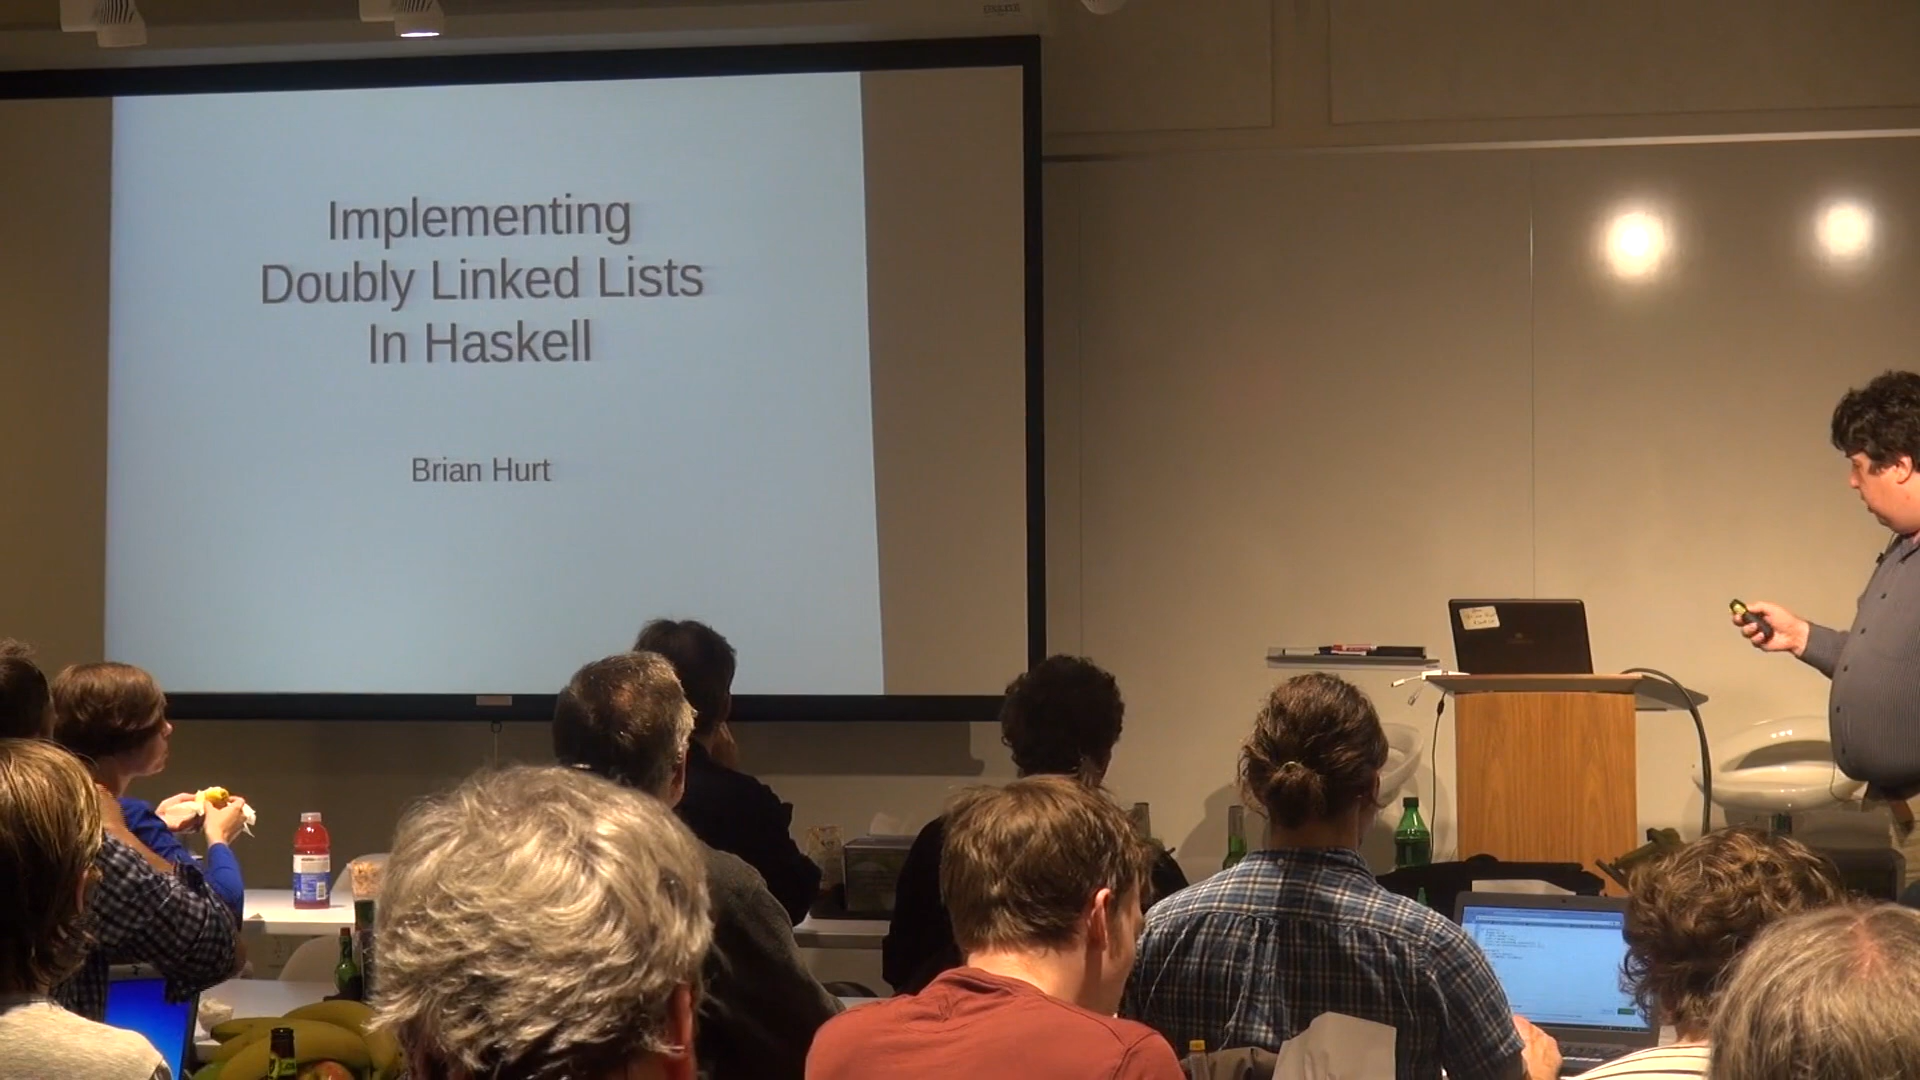 Implementing
Doubly Linked Lists
In Haskell
Brian Hurt